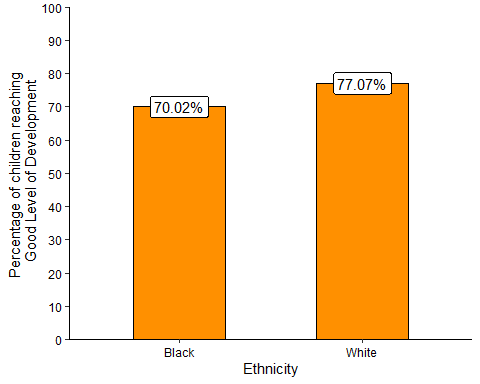 Percentage of children reaching
Good Level of Development
100
90
80
70
60
50
40
30
20
10
0
70.02%
77.07%
Black
White
Ethnicity